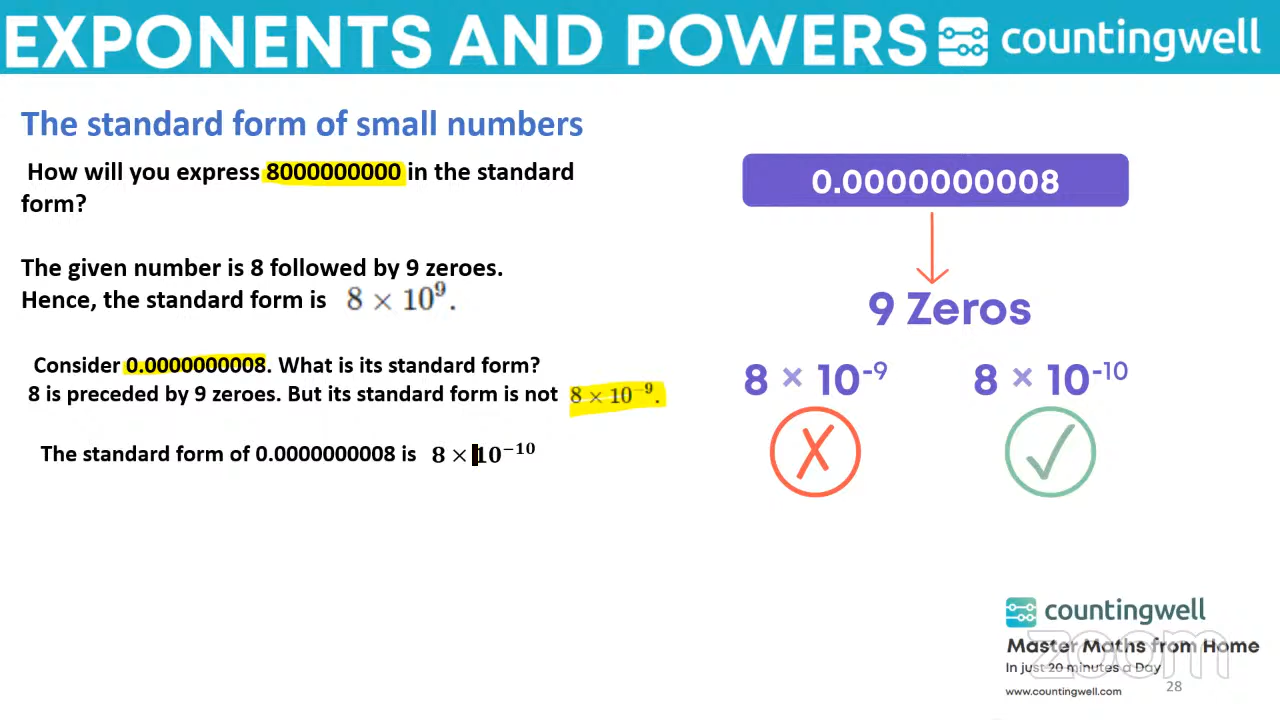 EXPONENTS AND POWERS countingwell
The standard form of small numbers
How will you express 8000000000 in the standard
form?
The given number is 8 followed by 9 zeroes.
Hence, the standard form is 8 × 10⁹.
Consider 0.0000000008. What is its standard form?
8 is preceded by 9 zeroes. But its standard form is not 8 × 10⁻⁹.
The standard form of 0.0000000008 is 8 × 10⁻¹⁰
0.0000000008
9 Zeros
8 × 10⁻⁹ 8 × 10⁻¹⁰
countingwell
Master Maths from Home
zoom
In just 20 minutes a Day
www.countingwell.com
28